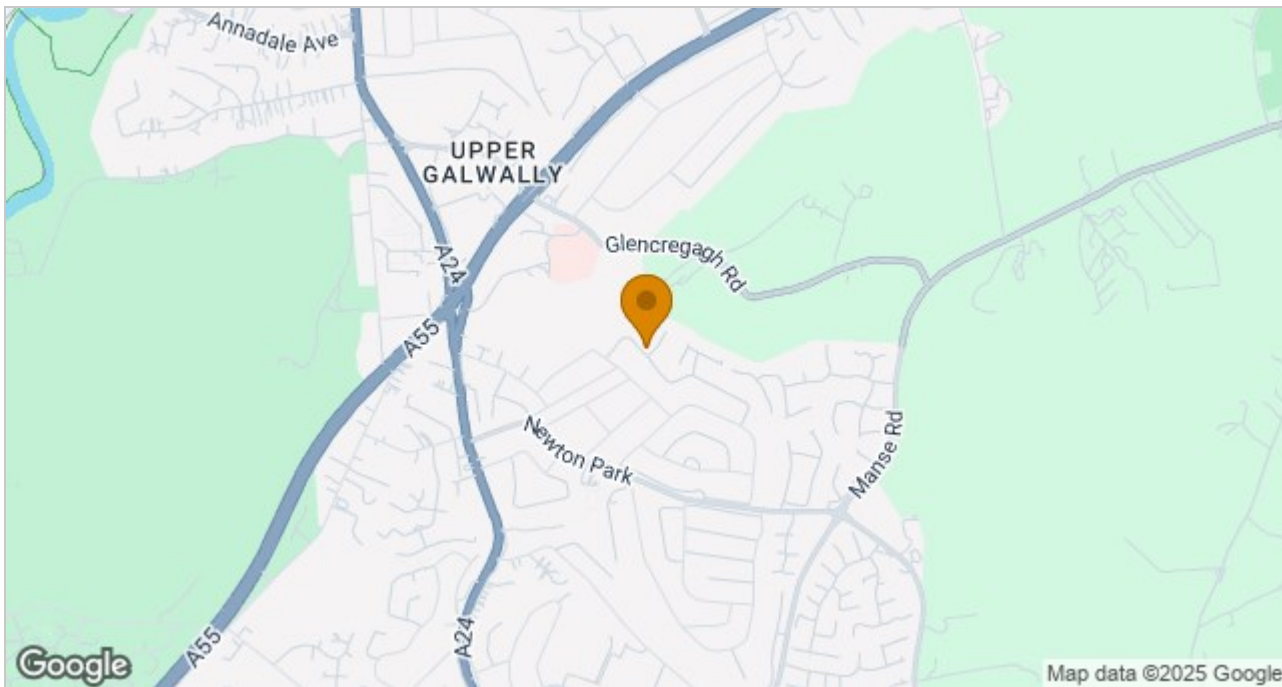 Annadale Ave
UPPER
GALWALLY
Glencregagh Rd
A24
A55
Newton Park
Manse Rd
A24
A55
Google
Map data ©2025 Google